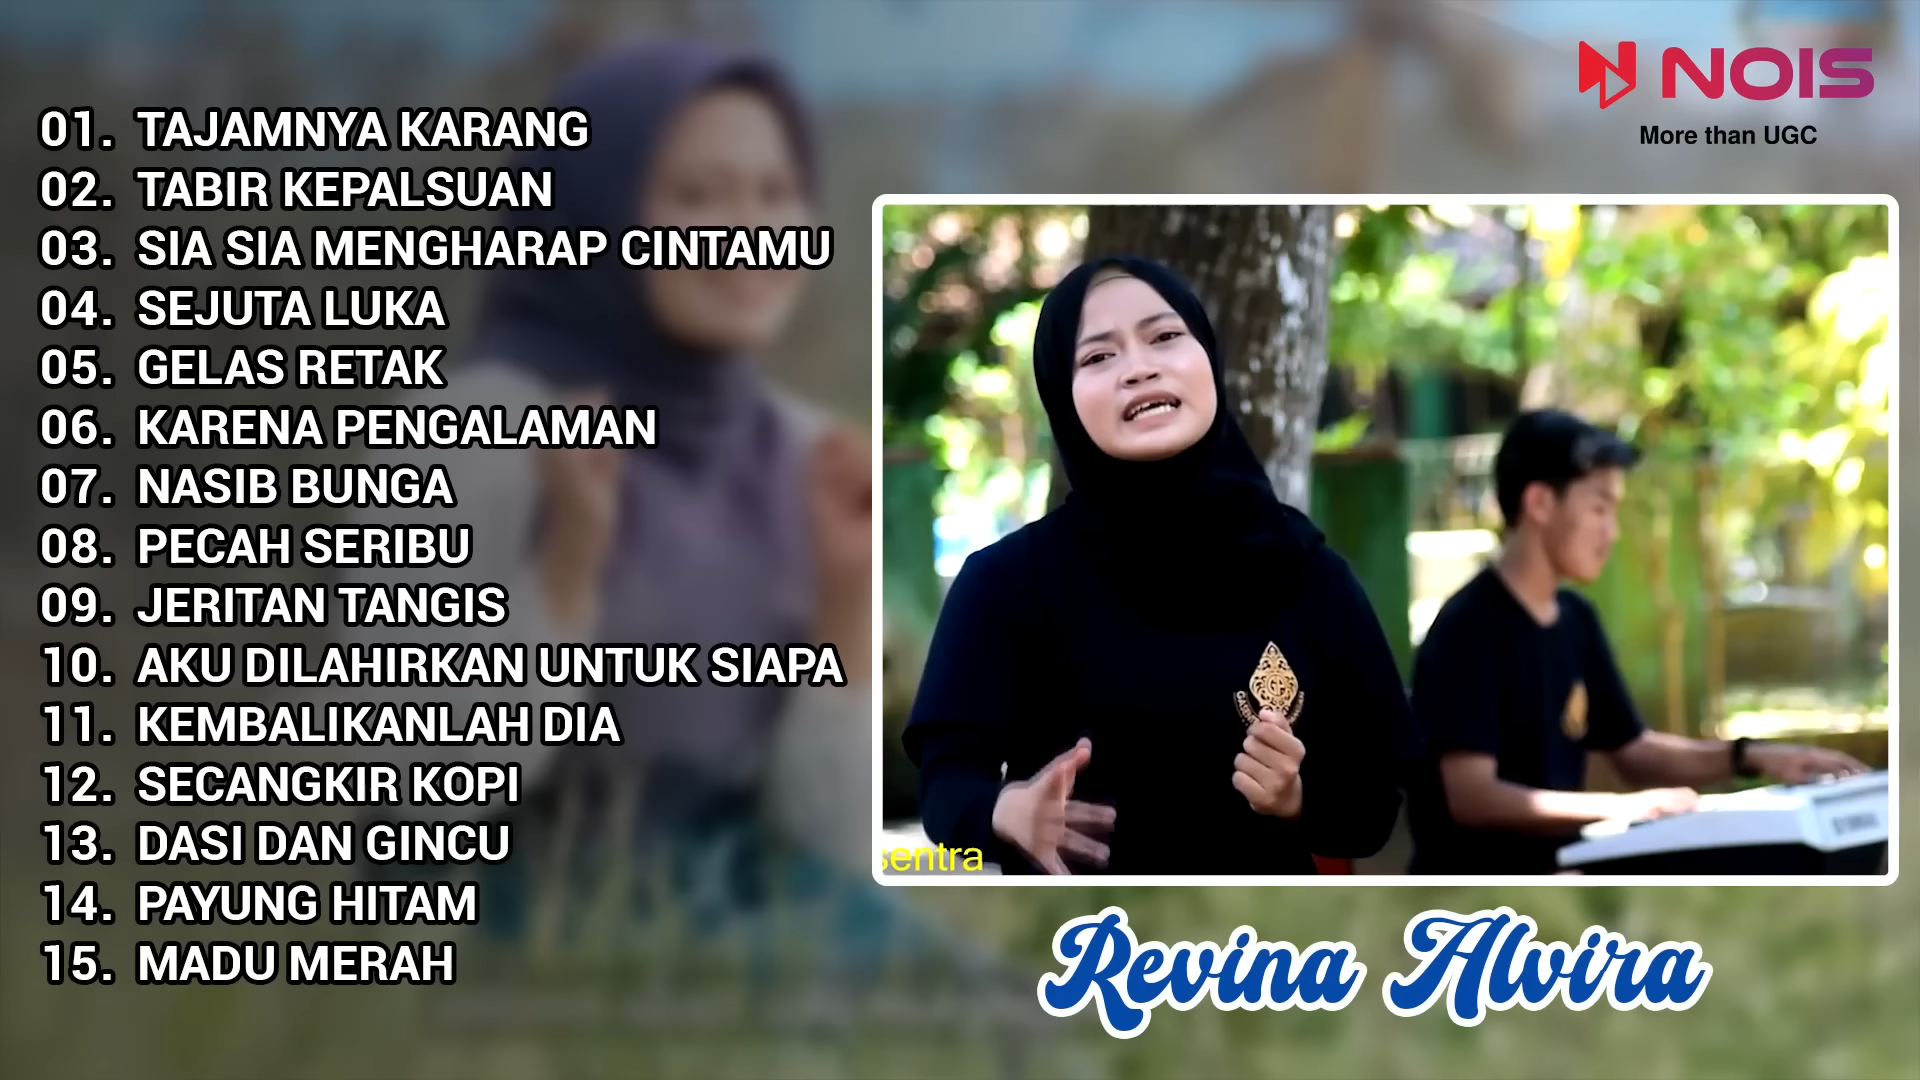 01. TAJAMNYA KARANG
02. TABIR KEPALSUAN
03. SIA SIA MENGHARAP CINTAMU
04. SEJUTA LUKA
05. GELAS RETAK
06. KARENA PENGALAMAN
07. NASIB BUNGA
08. PECAH SERIBU
09. JERITAN TANGIS
10. AKU DILAHIRKAN UNTUK SIAPA
11. KEMBALIKANLAH DIA
12. SECANGKIR KOPI
13. DASI DAN GINCU
14. PAYUNG HITAM
15. MADU MERAH
NOIS
More than UGC
sentra
Revina Alvira